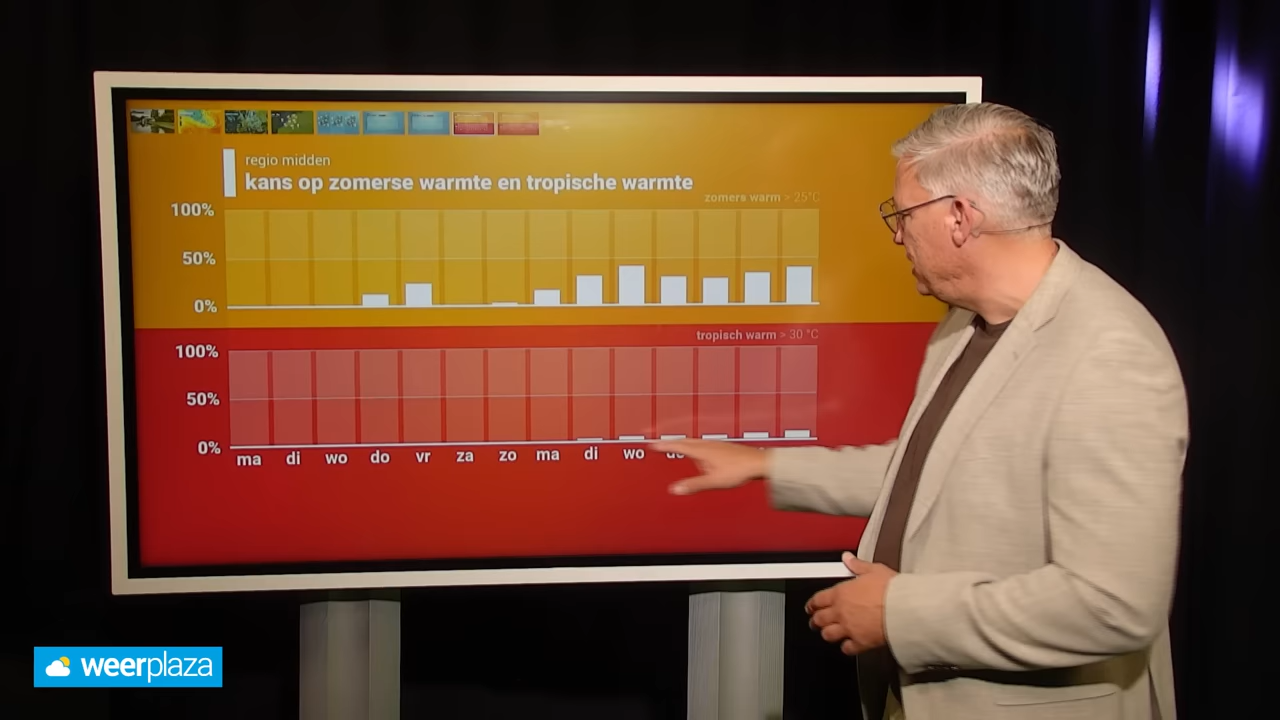 regio midden
kans op zomerse warmte en tropische warmte
zomers warm > 25°C
100%
50%
0%
tropisch warm > 30 °C
100%
50%
0%
ma di wo do vr za zo ma di wo
weerplaza